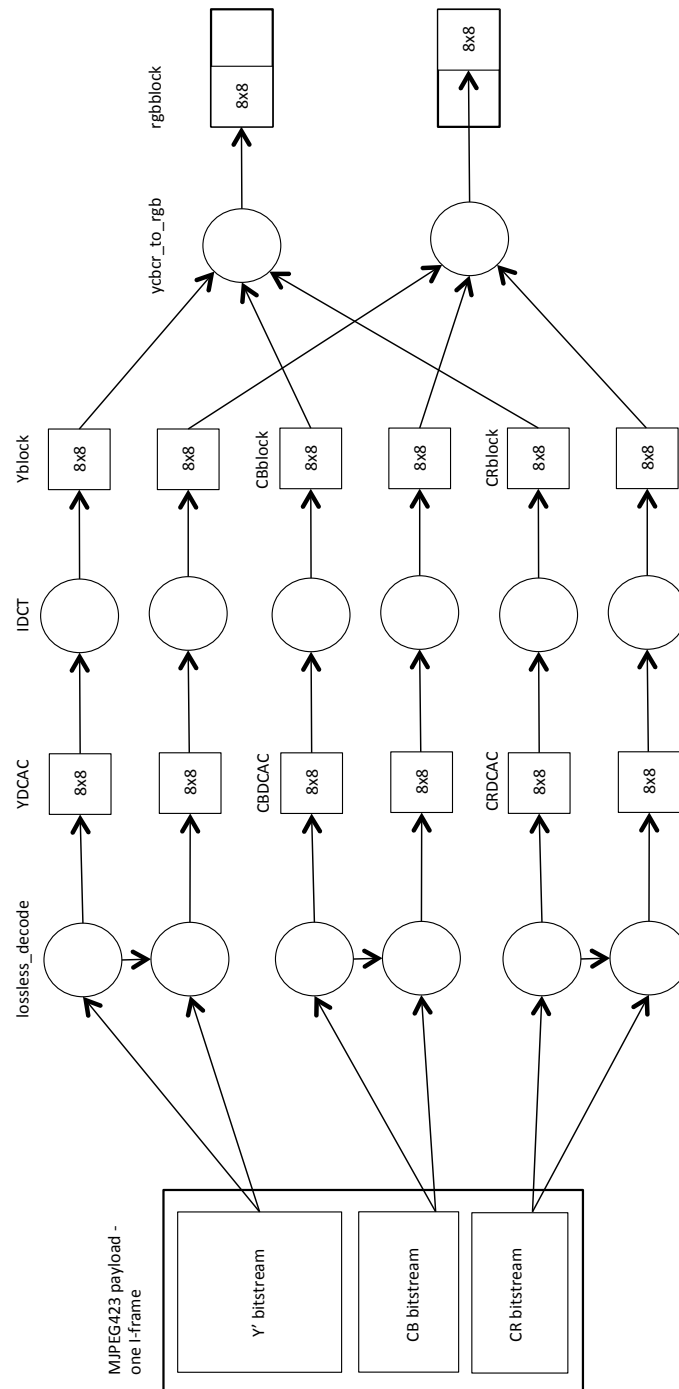 MJPEG423 payload -
one I-frame
Y' bitstream
CB bitstream
CR bitstream
lossless_decode
YDCAC
8x8
8x8
CBDCAC
8x8
8x8
CRDCAC
8x8
8x8
IDCT
Yblock
8x8
8x8
CBblock
8x8
8x8
CRblock
8x8
8x8
ycbcr_to_rgb
rgbblock
8x8
8x8